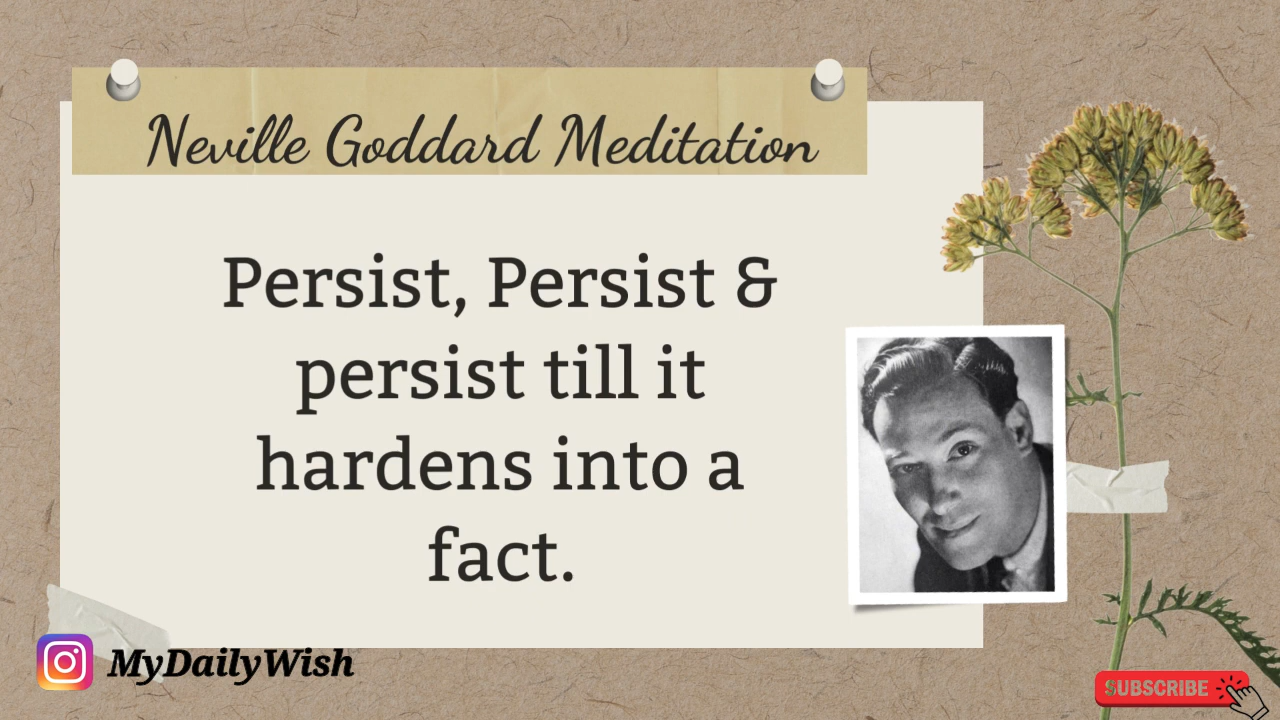 Neville Goddard Meditation
Persist, Persist &
persist till it
hardens into a
fact.
MyDailyWish
SUBSCRIBE